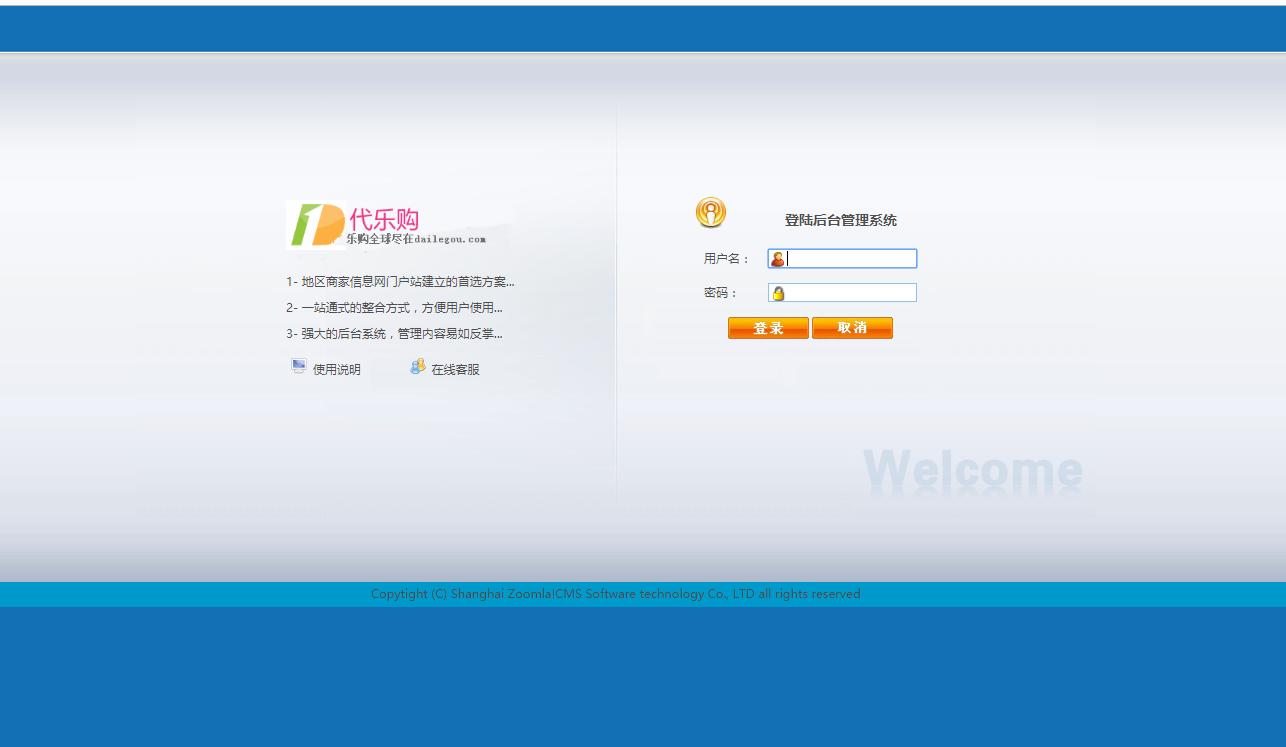 代乐购
乐购全球尽在dailegou.com
1- 地区商家信息网门户站建立的首选方案...
2- 一站通式的整合方式，方便用户使用...
3- 强大的后台系统，管理内容易如反掌...
使用说明 在线客服
登陆后台管理系统
用户名：
密码：
登录 取消
Welcome
Copytight (C) Shanghai Zoomla!CMS Software technology Co., LTD all rights reserved